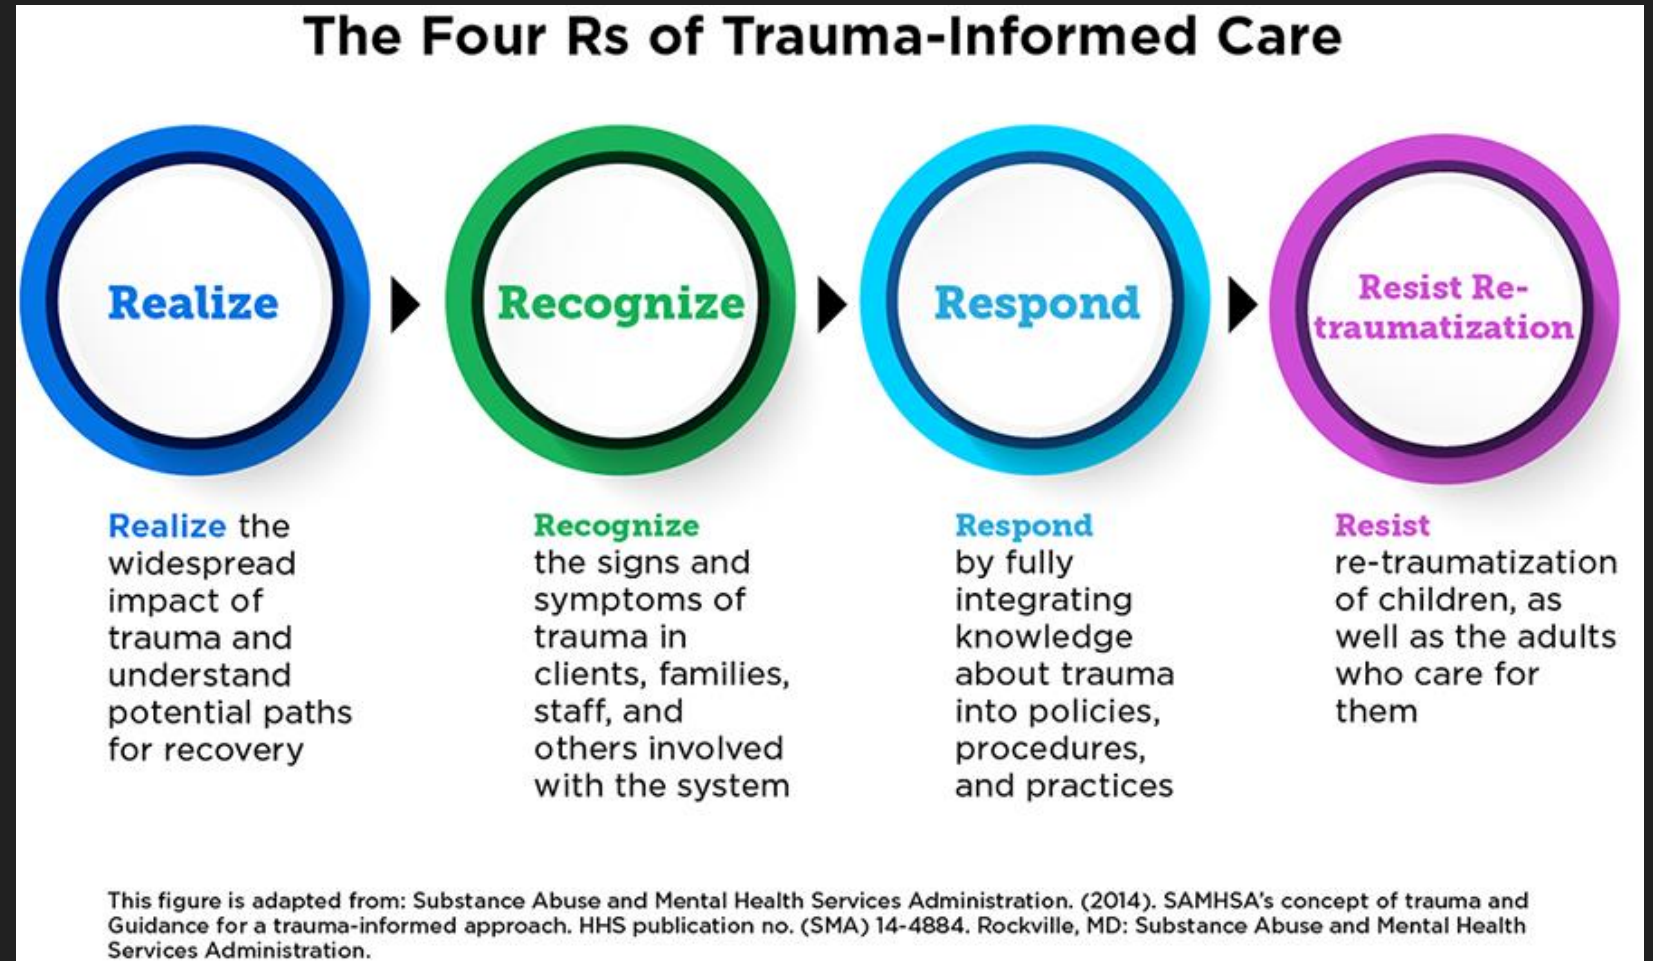 The Four Rs of Trauma-Informed Care
Realize
Recognize
Respond
Resist Re-
traumatization
Realize the
widespread
impact of
trauma and
understand
potential paths
for recovery
Recognize
the signs and
symptoms of
trauma in
clients, families,
staff, and
others involved
with the system
Respond
by fully
integrating
knowledge
about trauma
into policies,
procedures,
and practices
Resist
re-traumatization
of children, as
well as the adults
who care for
them
This figure is adapted from: Substance Abuse and Mental Health Services Administration. (2014). SAMHSA's concept of trauma and
Guidance for a trauma-informed approach. HHS publication no. (SMA) 14-4884. Rockville, MD: Substance Abuse and Mental Health
Services Administration.